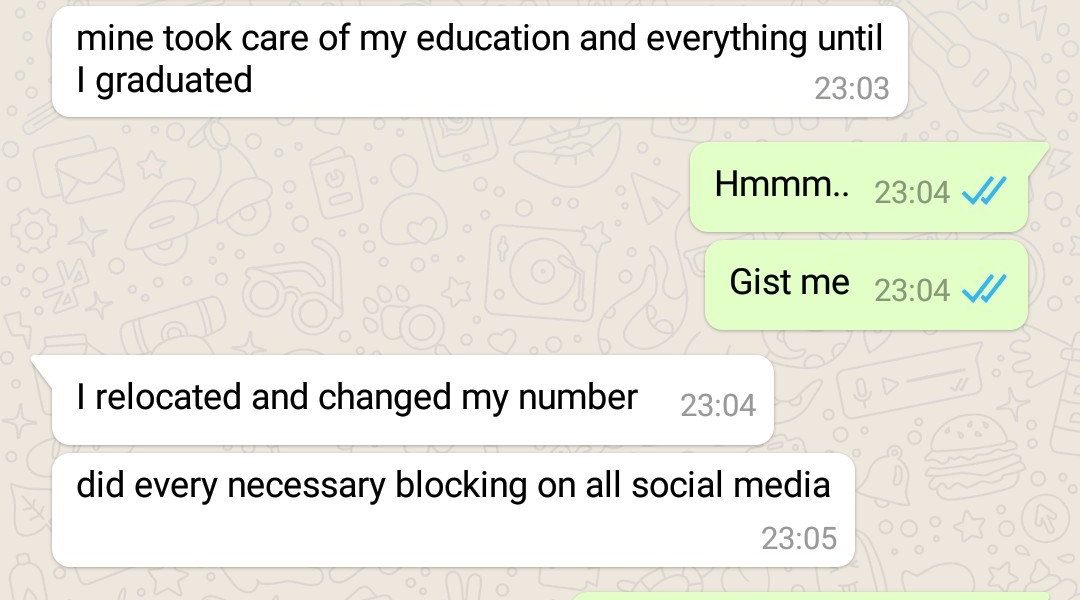 mine took care of my education and everything until
I graduated
23:03
Hmmm.. 23:04
Gist me 23:04
I relocated and changed my number 23:04
did every necessary blocking on all social media
23:05